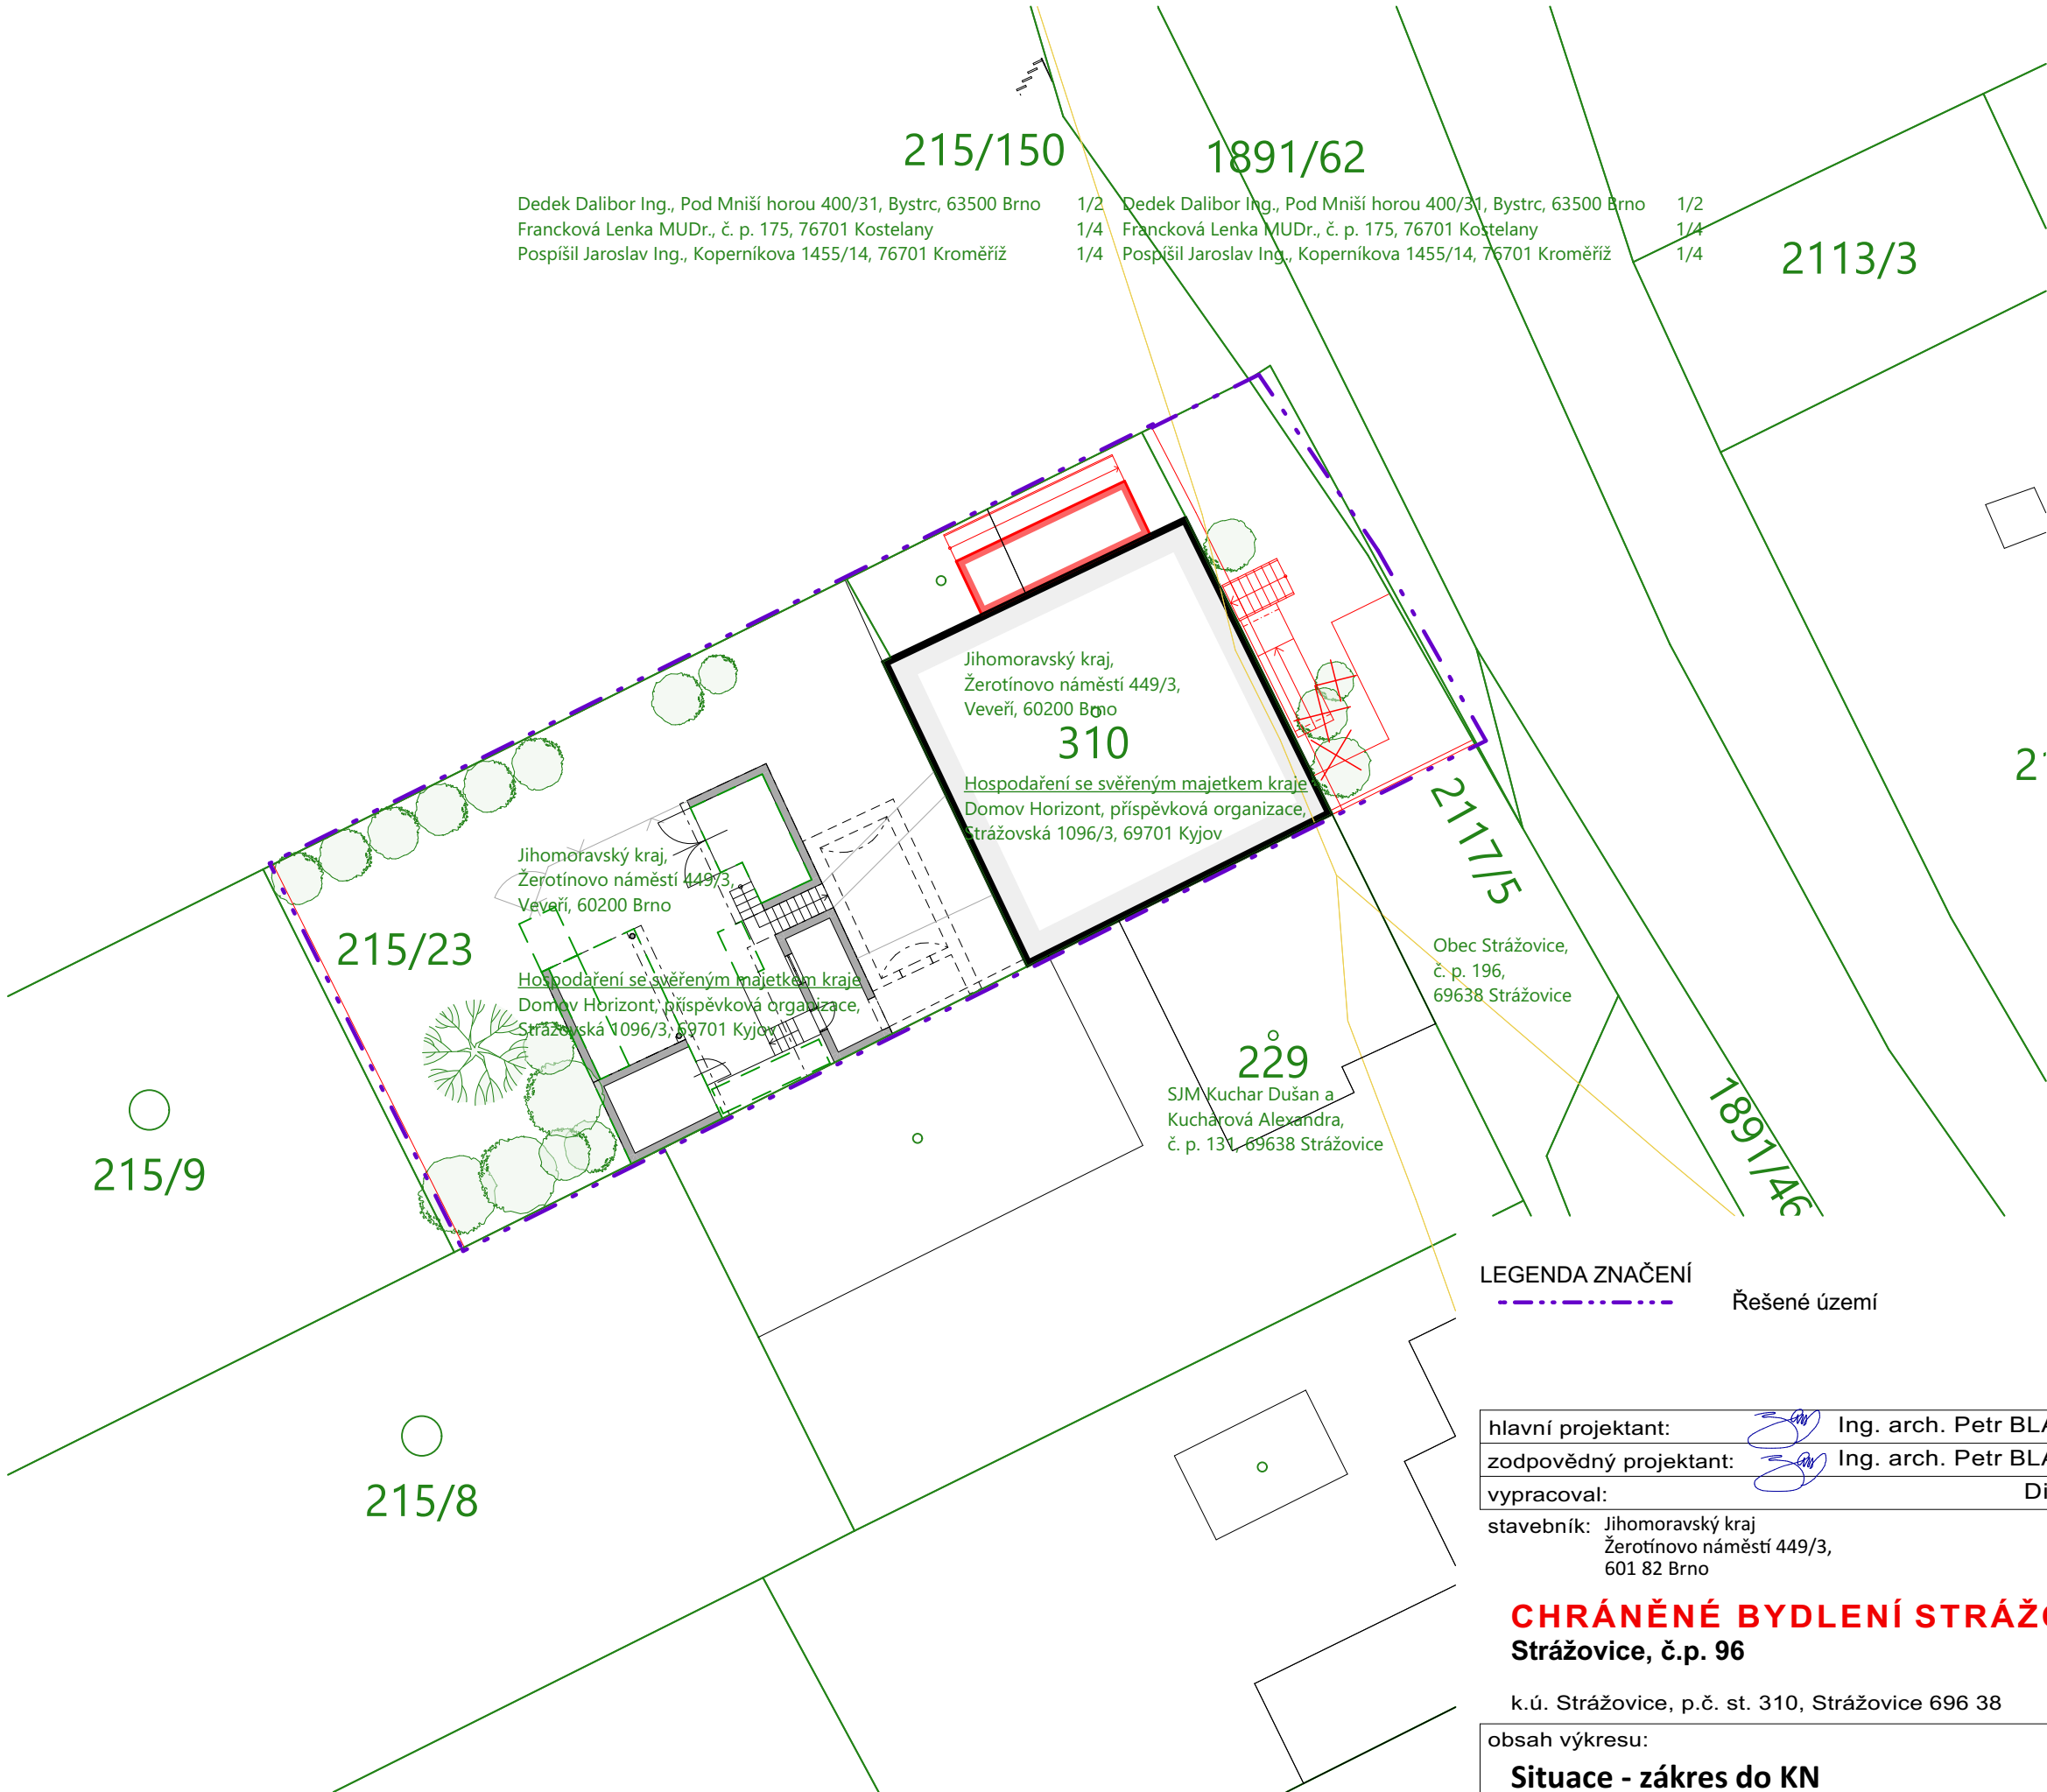 215/150
1891/62
Dedek Dalibor Ing., Pod Mniší horou 400/31, Bystrc, 63500 Brno 1/2
Francková Lenka MUDr., č. p. 175, 76701 Kostelany 1/4
Pospíšil Jaroslav Ing., Koperníkova 1455/14, 76701 Kroměříž 1/4
Dedek Dalibor Ing., Pod Mniší horou 400/31, Bystrc, 63500 Brno 1/2
Francková Lenka MUDr., č. p. 175, 76701 Kostelany 1/4
Pospíšil Jaroslav Ing., Koperníkova 1455/14, 76701 Kroměříž 1/4
2113/3
Jihomoravský kraj,
Žerotínovo náměstí 449/3,
Veveří, 60200 Brno
310
Hospodaření se svěřeným majetkem kraje
Domov Horizont, příspěvková organizace,
Strážovská 1096/3, 69701 Kyjov
21
2117/5
Jihomoravský kraj,
Žerotínovo náměstí 449/3,
Veveří, 60200 Brno
215/23
Hospodaření se svěřeným majetkem kraje
Domov Horizont, příspěvková organizace,
Strážovská 1096/3, 69701 Kyjov
Obec Strážovice,
č. p. 196,
69638 Strážovice
229
SJM Kuchar Dušan a
Kucharová Alexandra,
č. p. 131, 69638 Strážovice
1891/46
215/9
215/8
LEGENDA ZNAČENÍ
Řešené území
hlavní projektant: Ing. arch. Petr BLA
zodpovědný projektant: Ing. arch. Petr BLA
vypracoval: Di
stavebník: Jihomoravský kraj
Žerotínovo náměstí 449/3,
601 82 Brno
CHRÁNĚNÉ BYDLENÍ STRÁŽO
Strážovice, č.p. 96
k.ú. Strážovice, p.č. st. 310, Strážovice 696 38
obsah výkresu:
Situace - zákres do KN